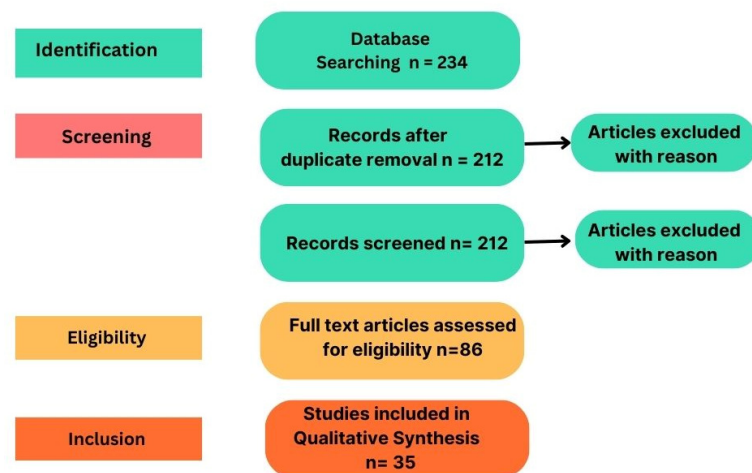 Identification
Database
Searching n = 234
Screening
Records after
duplicate removal n = 212
Articles excluded
with reason
Records screened n= 212
Articles excluded
with reason
Eligibility
Full text articles assessed
for eligibility n=86
Inclusion
Studies included in
Qualitative Synthesis
n= 35